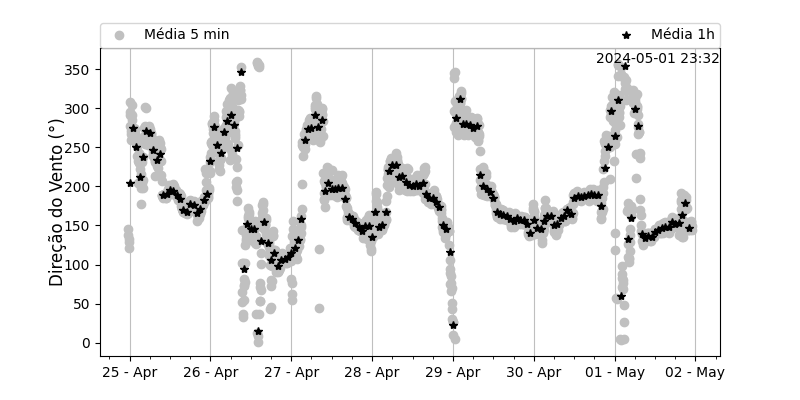 Média 5 min
Média 1h
2024-05-01 23:32
Direção do Vento (°)
350
300
250
200
150
100
50
0
25 - Apr
26 - Apr
27 - Apr
28 - Apr
29 - Apr
30 - Apr
01 - May
02 - May